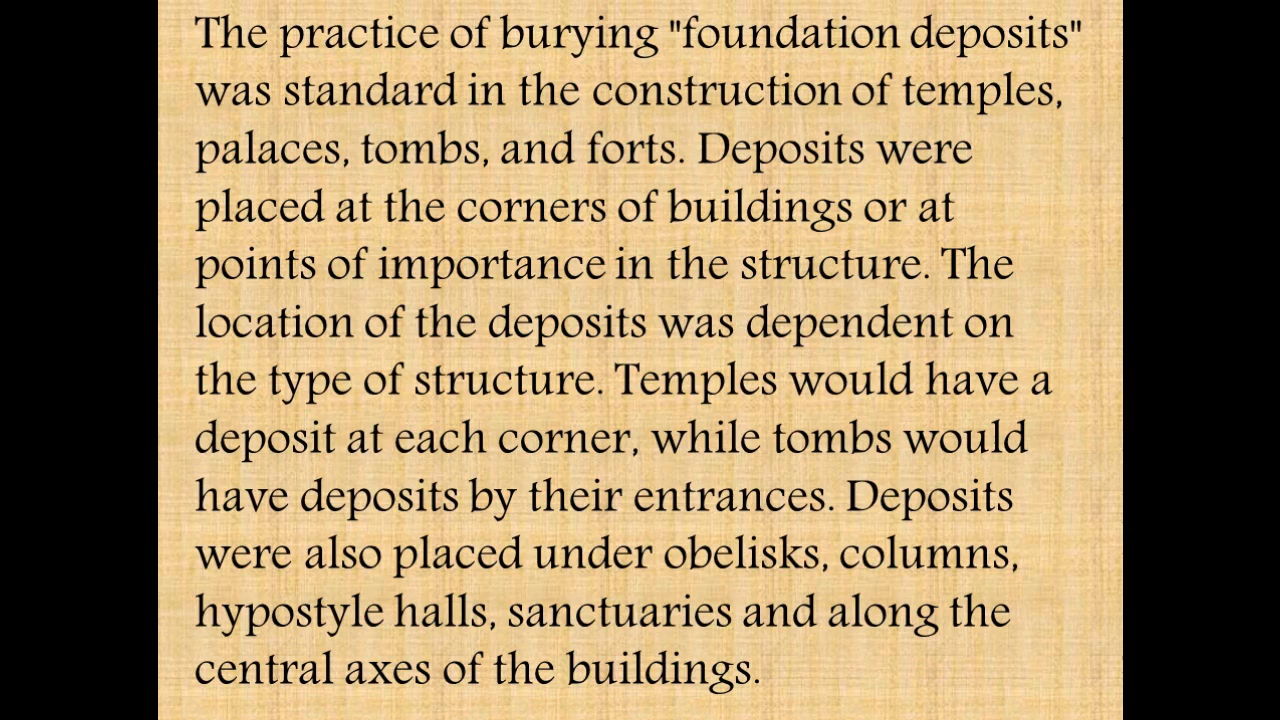 The practice of burying "foundation deposits"
was standard in the construction of temples,
palaces, tombs, and forts. Deposits were
placed at the corners of buildings or at
points of importance in the structure. The
location of the deposits was dependent on
the type of structure. Temples would have a
deposit at each corner, while tombs would
have deposits by their entrances. Deposits
were also placed under obelisks, columns,
hypostyle halls, sanctuaries and along the
central axes of the buildings.